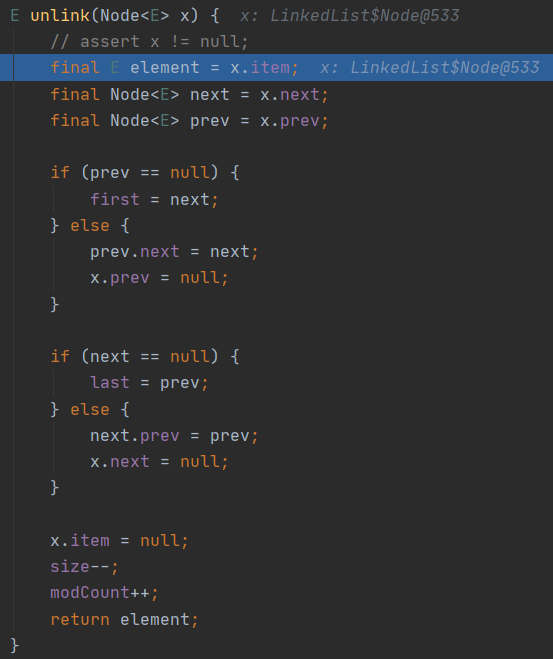 E unlink(Node<E> x) {  x: LinkedList$Node@533
    // assert x != null;
    final E element = x.item;  x: LinkedList$Node@533
    final Node<E> next = x.next;
    final Node<E> prev = x.prev;

    if (prev == null) {
        first = next;
    } else {
        prev.next = next;
        x.prev = null;
    }

    if (next == null) {
        last = prev;
    } else {
        next.prev = prev;
        x.next = null;
    }

    x.item = null;
    size--;
    modCount++;
    return element;
}